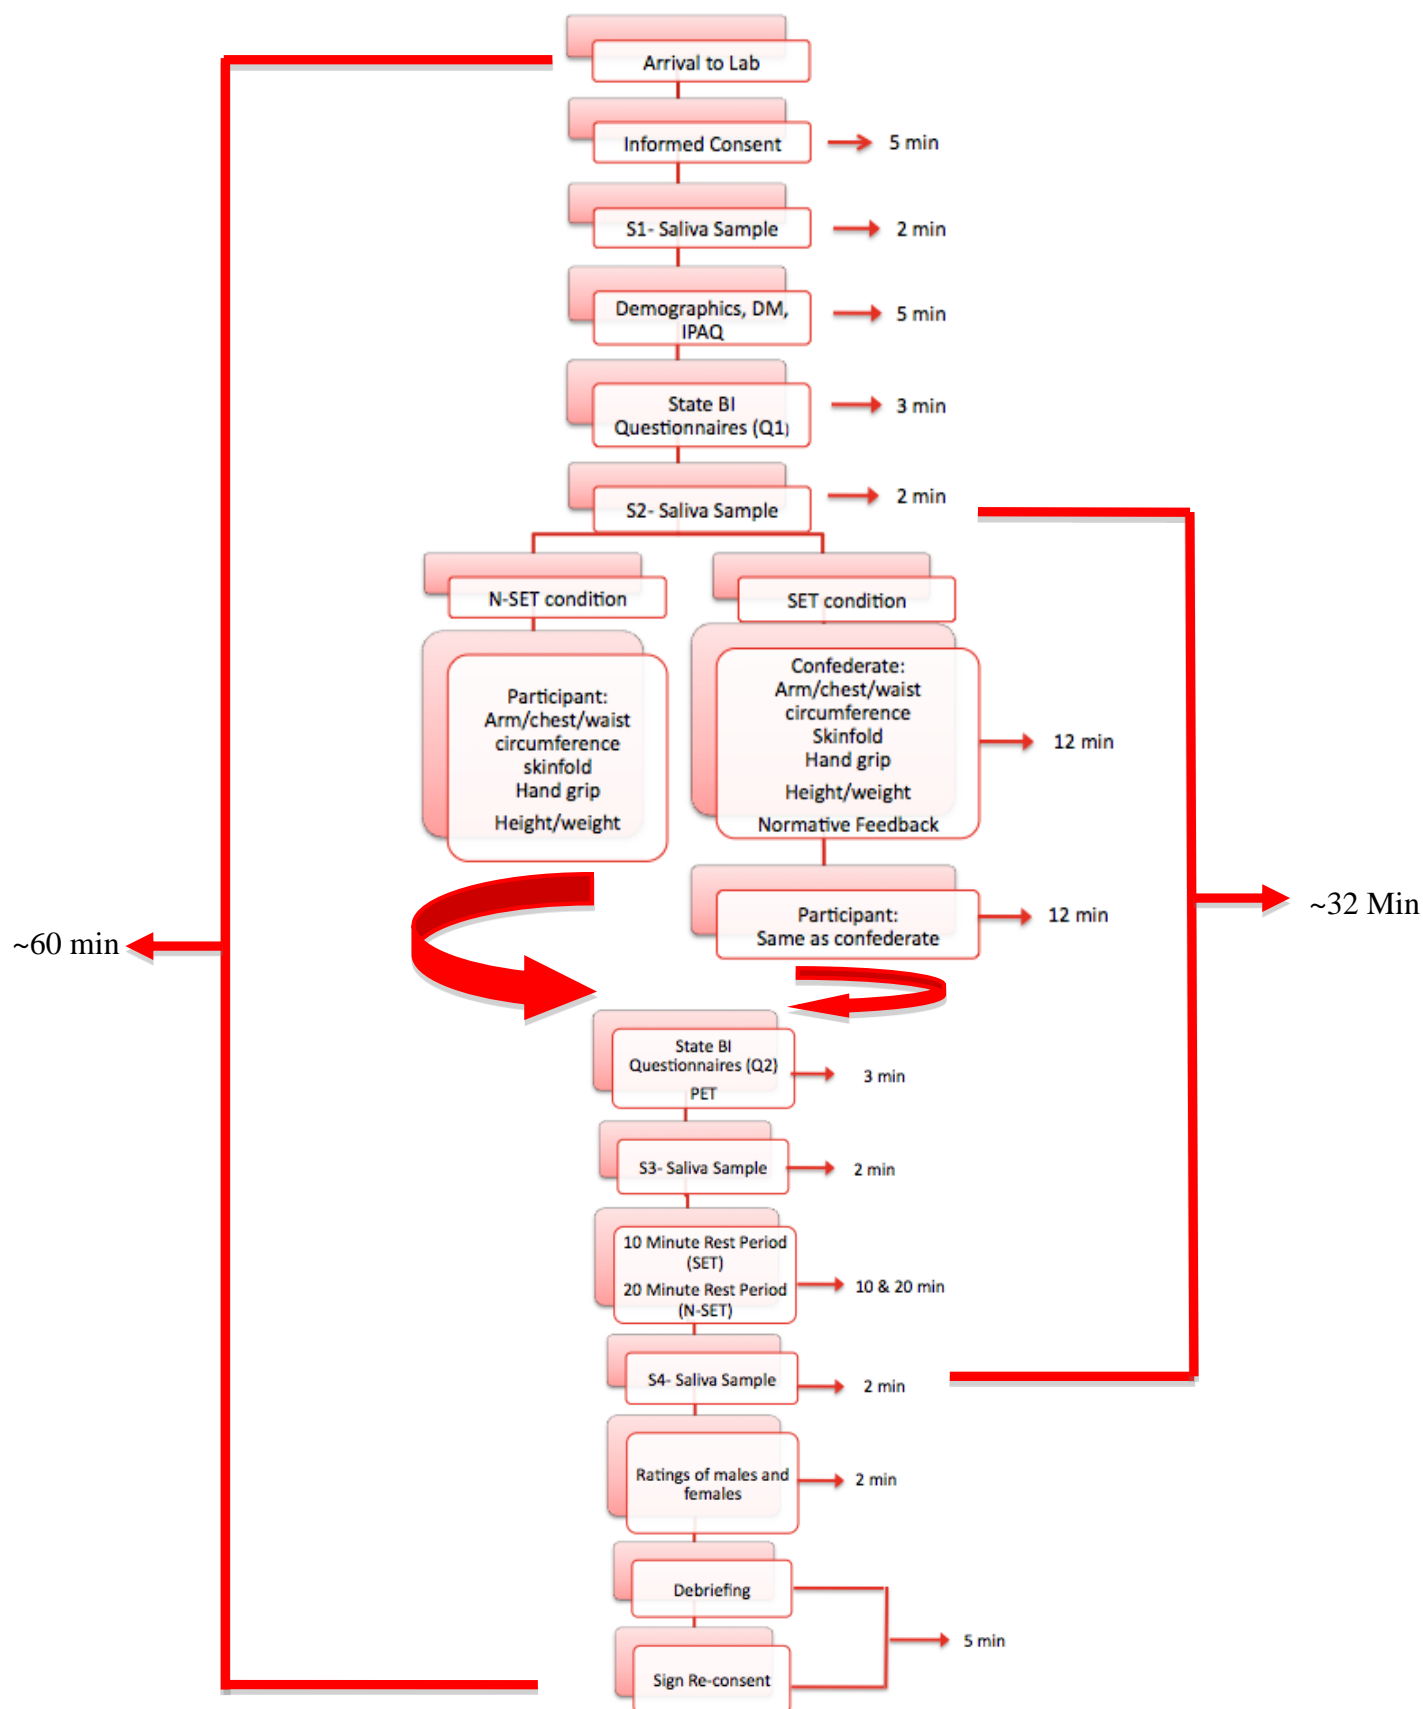 Arrival to Lab
Informed Consent
5 min
S1- Saliva Sample
2 min
Demographics, DM,
IPAQ
5 min
State BI
Questionnaires (Q1)
3 min
S2- Saliva Sample
2 min
N-SET condition
SET condition
Participant:
Arm/chest/waist
circumference
skinfold
Hand grip
Height/weight
Confederate:
Arm/chest/waist
circumference
Skinfold
Hand grip
Height/weight
Normative Feedback
12 min
Participant:
Same as confederate
12 min
~32 Min
~60 min
State BI
Questionnaires (Q2)
PET
3 min
S3- Saliva Sample
2 min
10 Minute Rest Period
(SET)
20 Minute Rest Period
(N-SET)
10 & 20 min
S4- Saliva Sample
2 min
Ratings of males and
females
2 min
Debriefing
Sign Re-consent
5 min